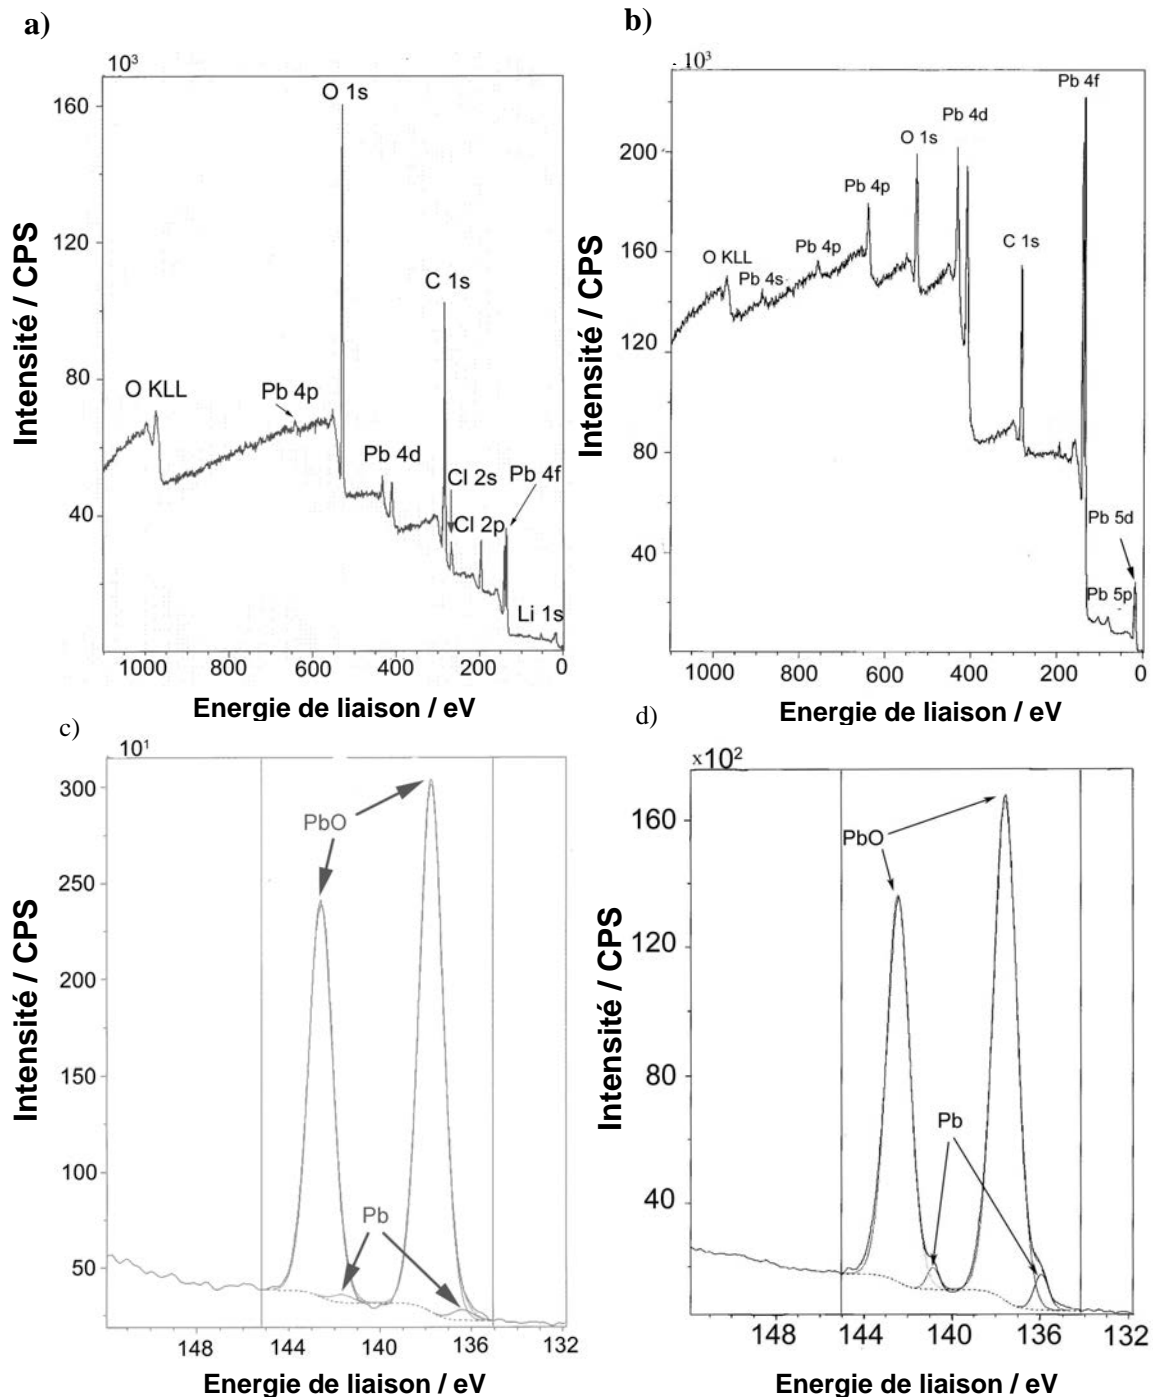 a)
10³
O 1s
160
120
C 1s
80
O KLL
Pb 4p
Pb 4d
Cl 2s
Pb 4f
Cl 2p
40
Li 1s
1000 800 600 400 200 0
Intensité / CPS
Energie de liaison / eV
b)
10³
Pb 4f
Pb 4d
O 1s
200
Pb 4p
160
C 1s
Pb 4p
O KLL
Pb 4s
120
80
Pb 5d
40
Pb 5p
1000 800 600 400 200 0
Intensité / CPS
Energie de liaison / eV
c)
10¹
300
PbO
250
200
150
100
Pb
50
148 144 140 136 132
Intensité / CPS
Energie de liaison / eV
d)
x10²
160
PbO
120
80
Pb
40
148 144 140 136 132
Intensité / CPS
Energie de liaison / eV